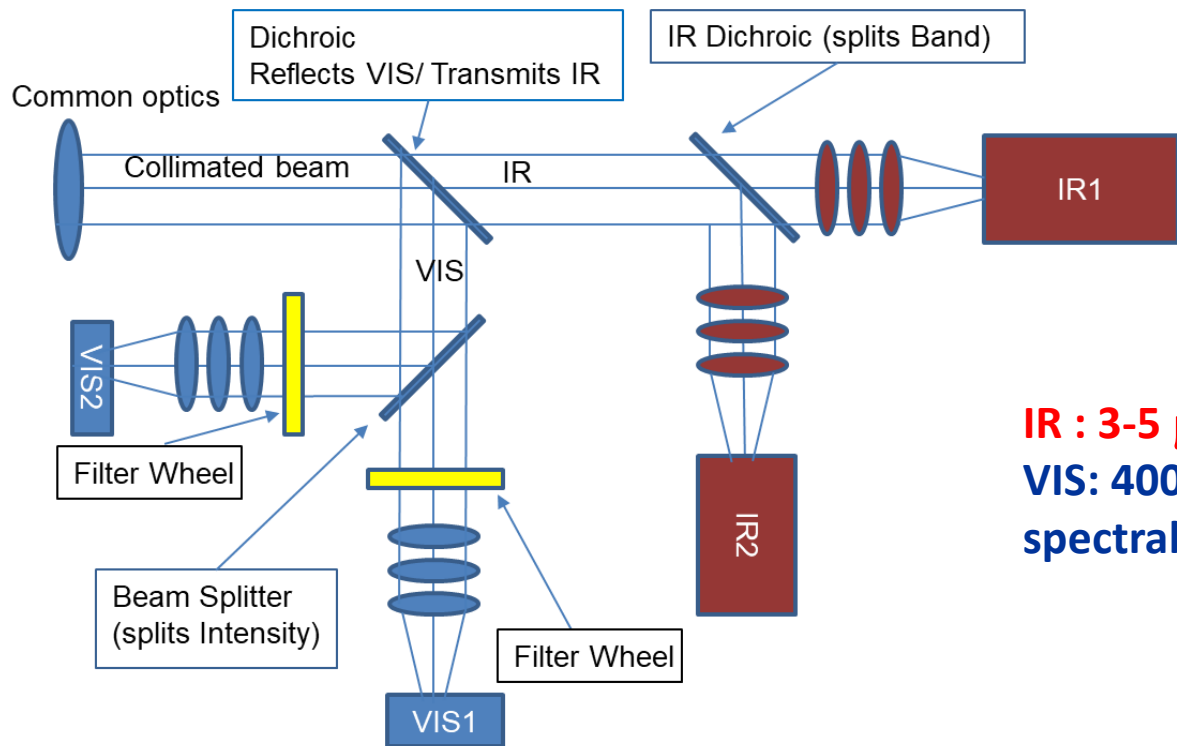 Dichroic
Reflects VIS/ Transmits IR
IR Dichroic (splits Band)
Common optics
Collimated beam
IR
IR1
VIS
VIS2
Filter Wheel
IR2
IR : 3-5
VIS: 400
spectral
Beam Splitter
(splits Intensity)
Filter Wheel
VIS1